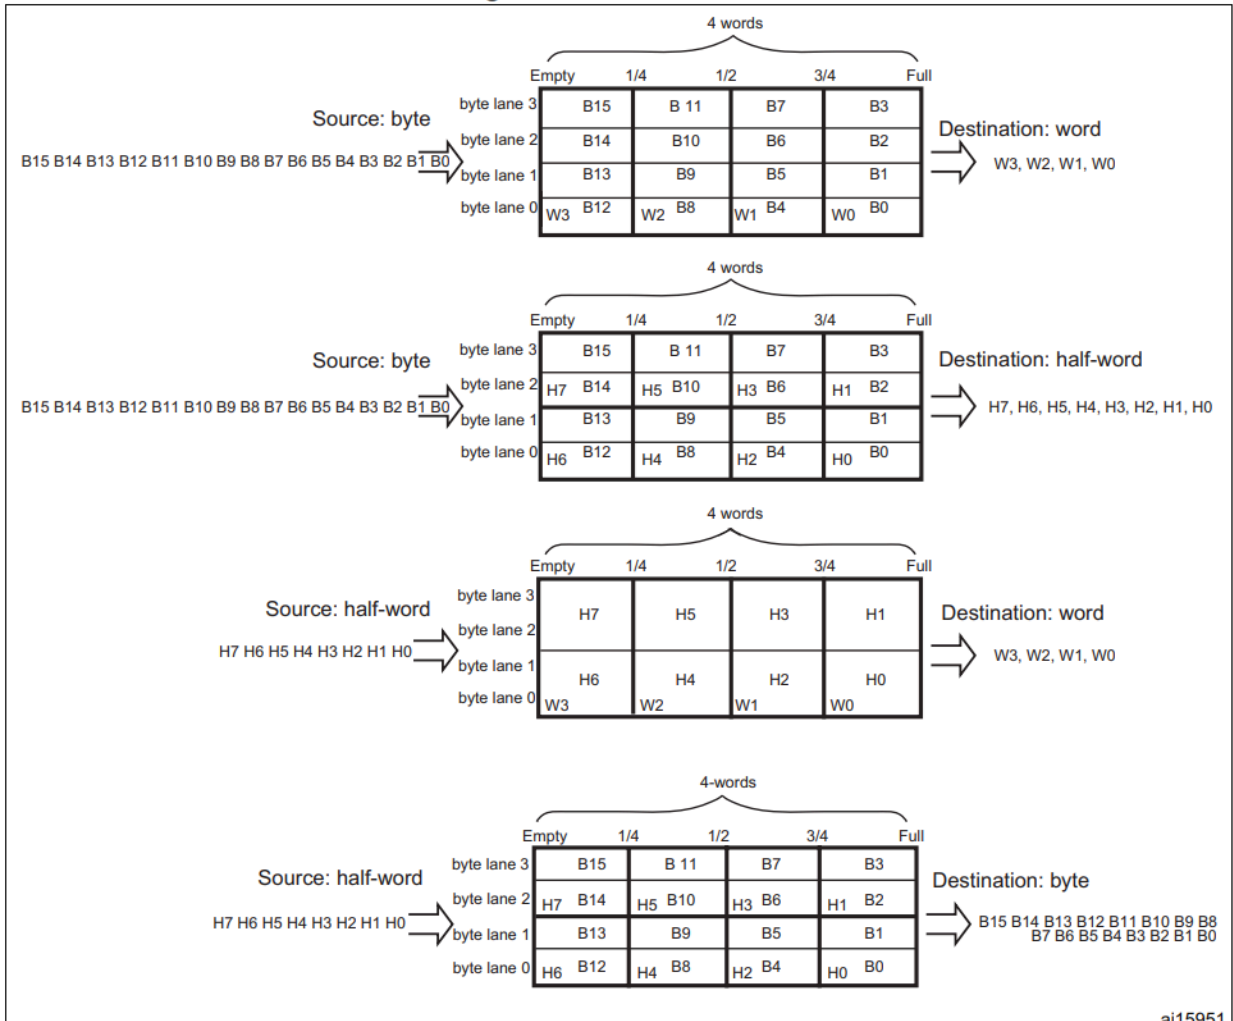 4 words
Empty 1/4 1/2 3/4 Full
byte lane 3 B15 B 11 B7 B3
Source: byte
Destination: word
byte lane 2 B14 B10 B6 B2
B15 B14 B13 B12 B11 B10 B9 B8 B7 B6 B5 B4 B3 B2 B1 B0
W3, W2, W1, W0
byte lane 1 B13 B9 B5 B1
byte lane 0 W3 B12 W2 B8 W1 B4 W0 B0
4 words
Empty 1/4 1/2 3/4 Full
byte lane 3 B15 B 11 B7 B3
Source: byte
Destination: half-word
byte lane 2 H7 B14 H5 B10 H3 B6 H1 B2
B15 B14 B13 B12 B11 B10 B9 B8 B7 B6 B5 B4 B3 B2 B1 B0
H7, H6, H5, H4, H3, H2, H1, H0
byte lane 1 B13 B9 B5 B1
byte lane 0 H6 B12 H4 B8 H2 B4 H0 B0
4 words
Empty 1/4 1/2 3/4 Full
byte lane 3
Source: half-word
H7 H5 H3 H1
Destination: word
byte lane 2
H7 H6 H5 H4 H3 H2 H1 H0
W3, W2, W1, W0
byte lane 1
H6 H4 H2 H0
byte lane 0
W3 W2 W1 W0
4-words
Empty 1/4 1/2 3/4 Full
byte lane 3 B15 B 11 B7 B3
Source: half-word
Destination: byte
byte lane 2 H7 B14 H5 B10 H3 B6 H1 B2
H7 H6 H5 H4 H3 H2 H1 H0
B15 B14 B13 B12 B11 B10 B9 B8
B7 B6 B5 B4 B3 B2 B1 B0
byte lane 1 B13 B9 B5 B1
byte lane 0 H6 B12 H4 B8 H2 B4 H0 B0
ai15951